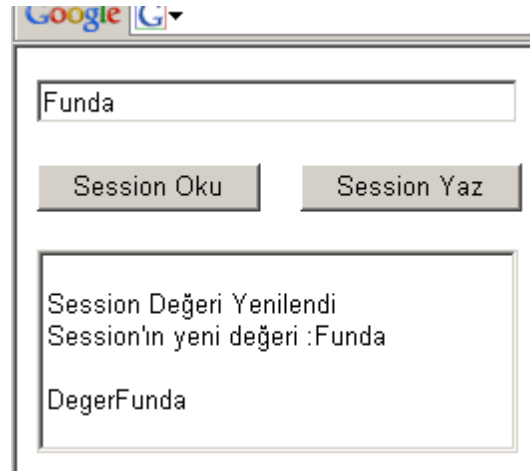 Google G
Funda
Session Oku
Session Yaz
Session Değeri Yenilendi
Session'ın yeni değeri :Funda
DegerFunda